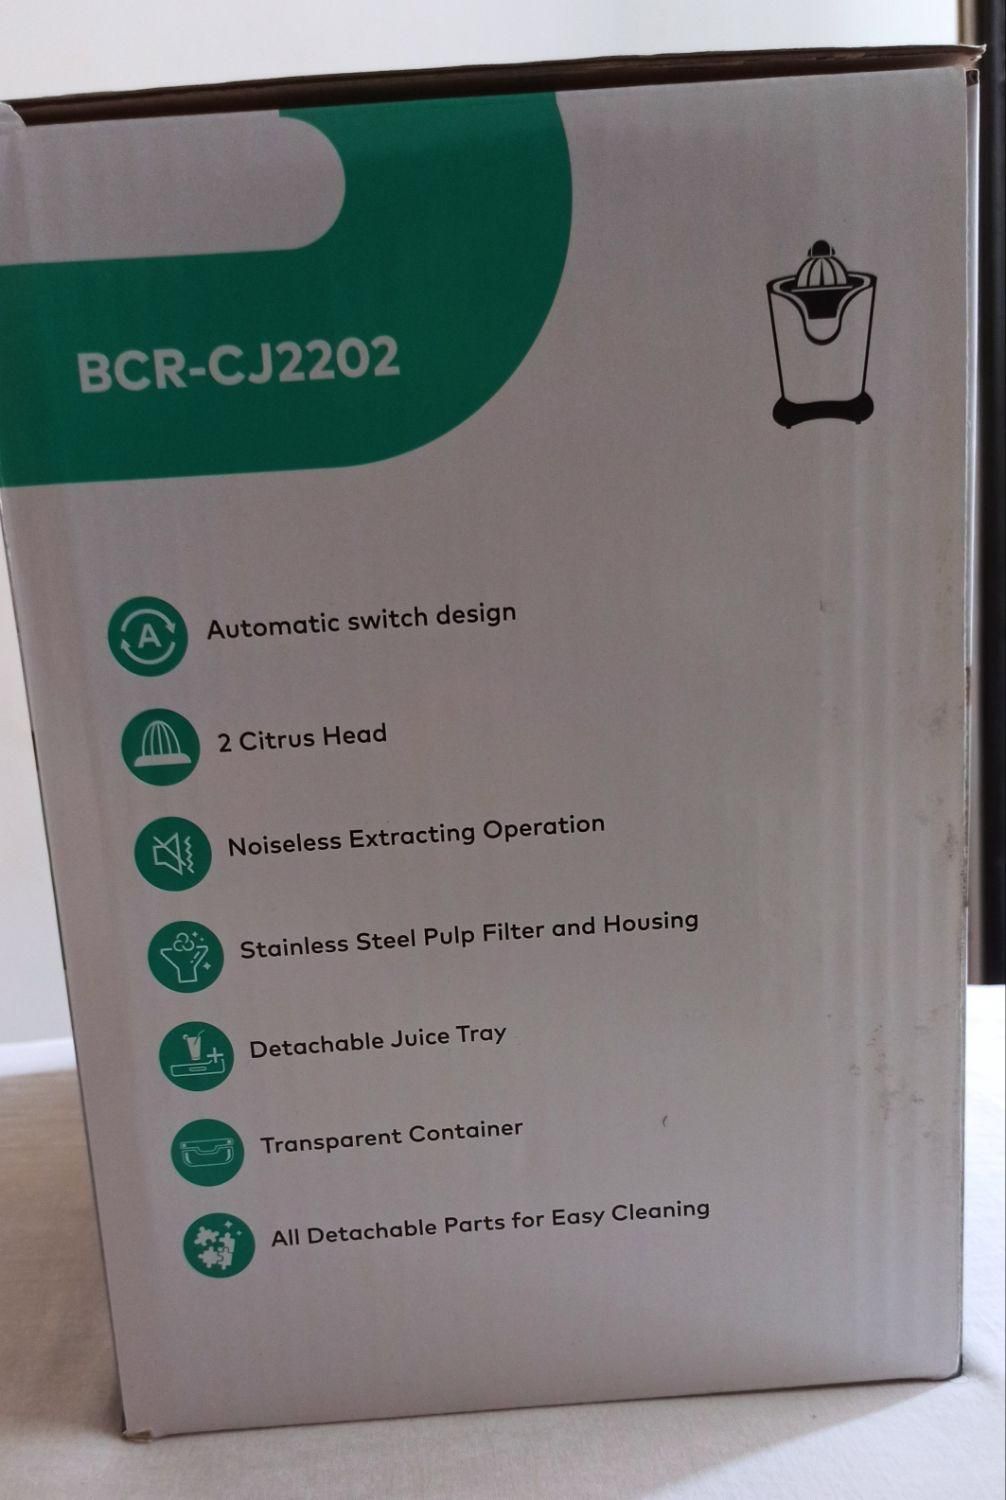 BCR-CJ2202
A
Automatic switch design
2 Citrus Head
Noiseless Extracting Operation
Stainless Steel Pulp Filter and Housing
Detachable Juice Tray
Transparent Container
All Detachable Parts for Easy Cleaning